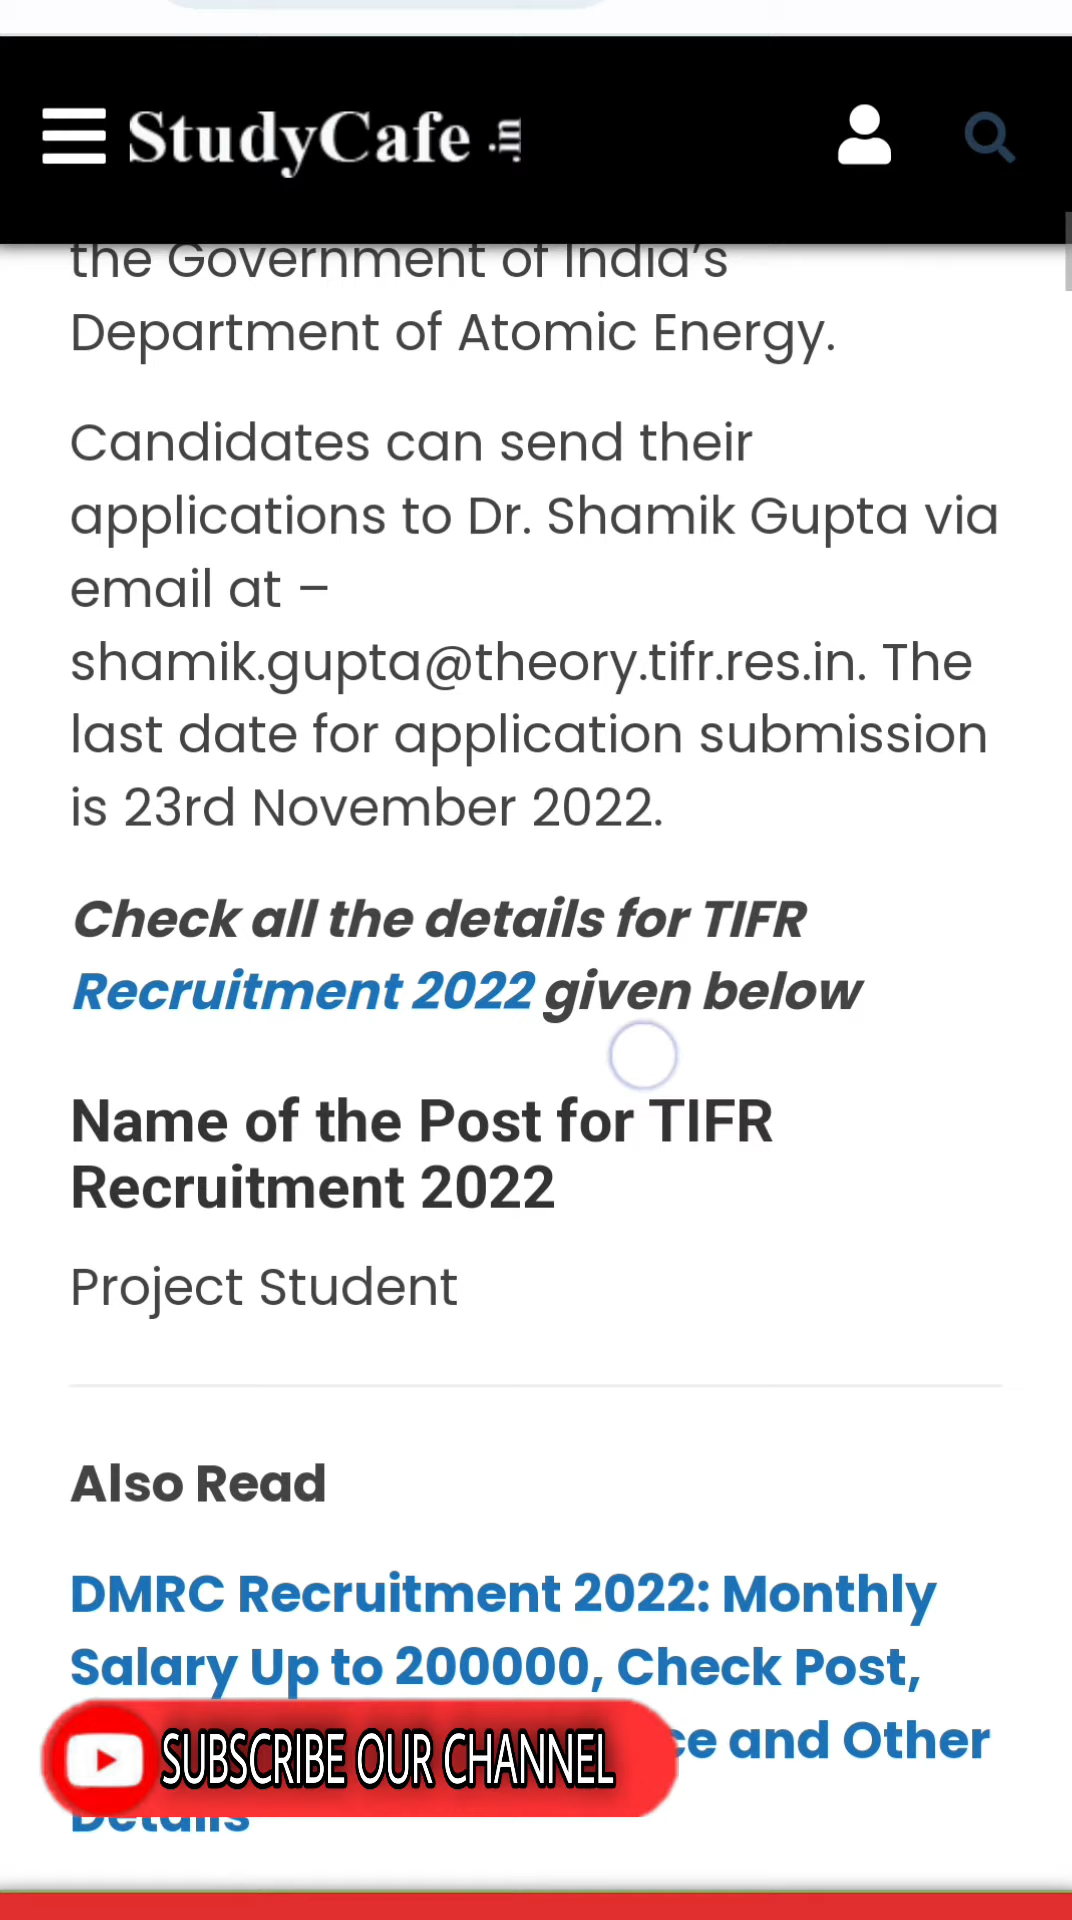 StudyCafe.in
the Government of India's
Department of Atomic Energy.
Candidates can send their
applications to Dr. Shamik Gupta via
email at –
shamik.gupta@theory.tifr.res.in. The
last date for application submission
is 23rd November 2022.
Check all the details for TIFR
Recruitment 2022 given below
Name of the Post for TIFR
Recruitment 2022
Project Student
Also Read
DMRC Recruitment 2022: Monthly
Salary Up to 200000, Check Post,
and Other
SUBSCRIBE OUR CHANNEL
Details